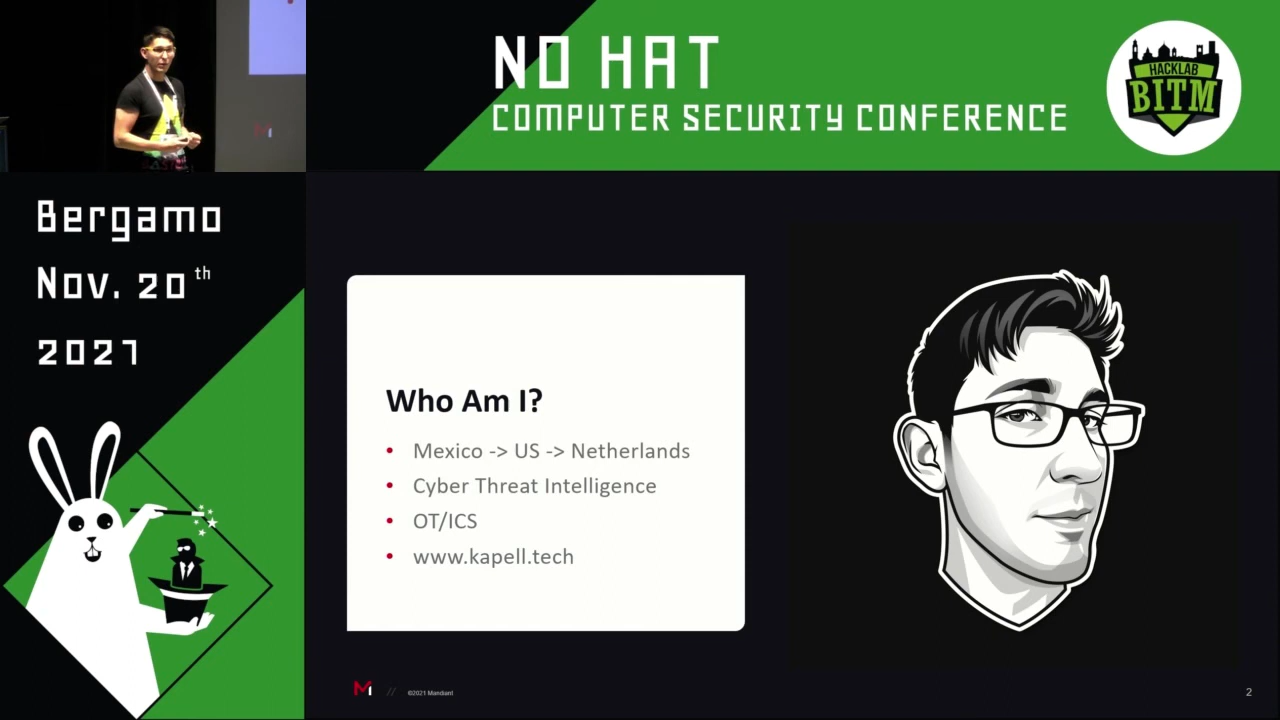 NO HAT
COMPUTER SECURITY CONFERENCE
HACKLAB
BITM
Bergamo
Nov. 20th
2021
Who Am I?
• Mexico -> US -> Netherlands
• Cyber Threat Intelligence
• OT/ICS
• www.kapell.tech
M // ©2021 Mandiant
2